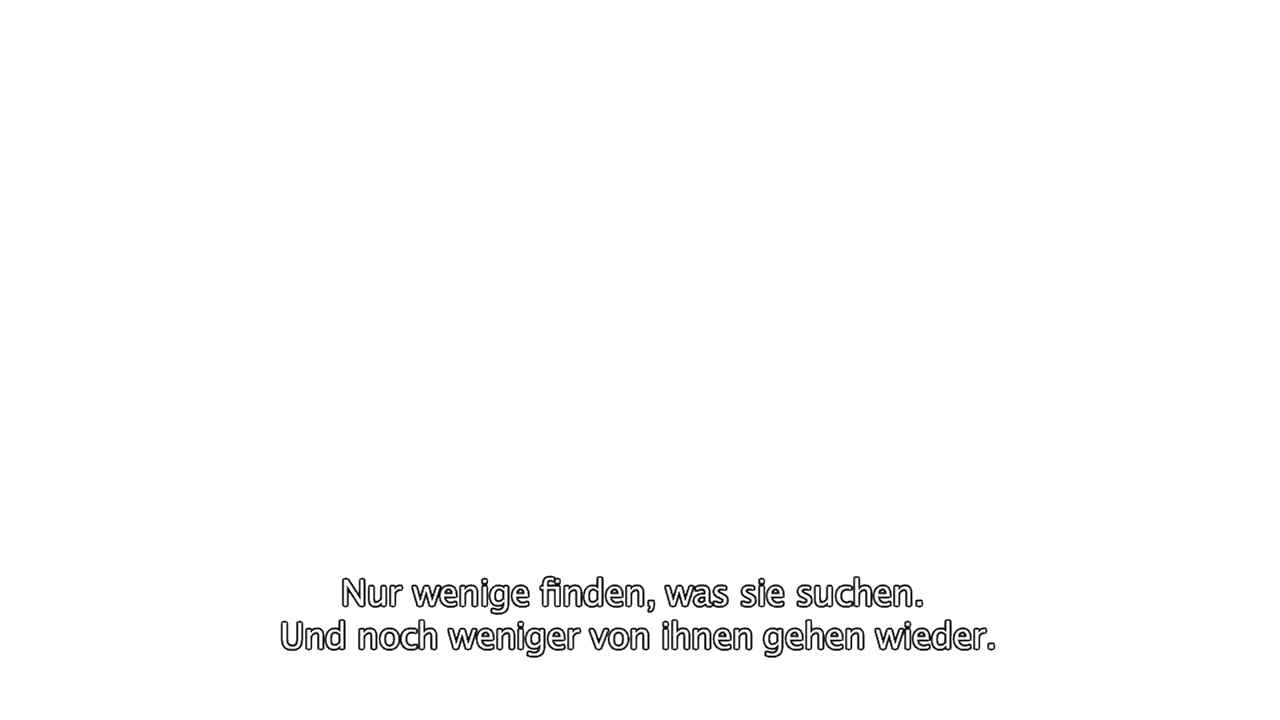 Nur wenige finden, was sie suchen.
Und noch weniger von ihnen gehen wieder.